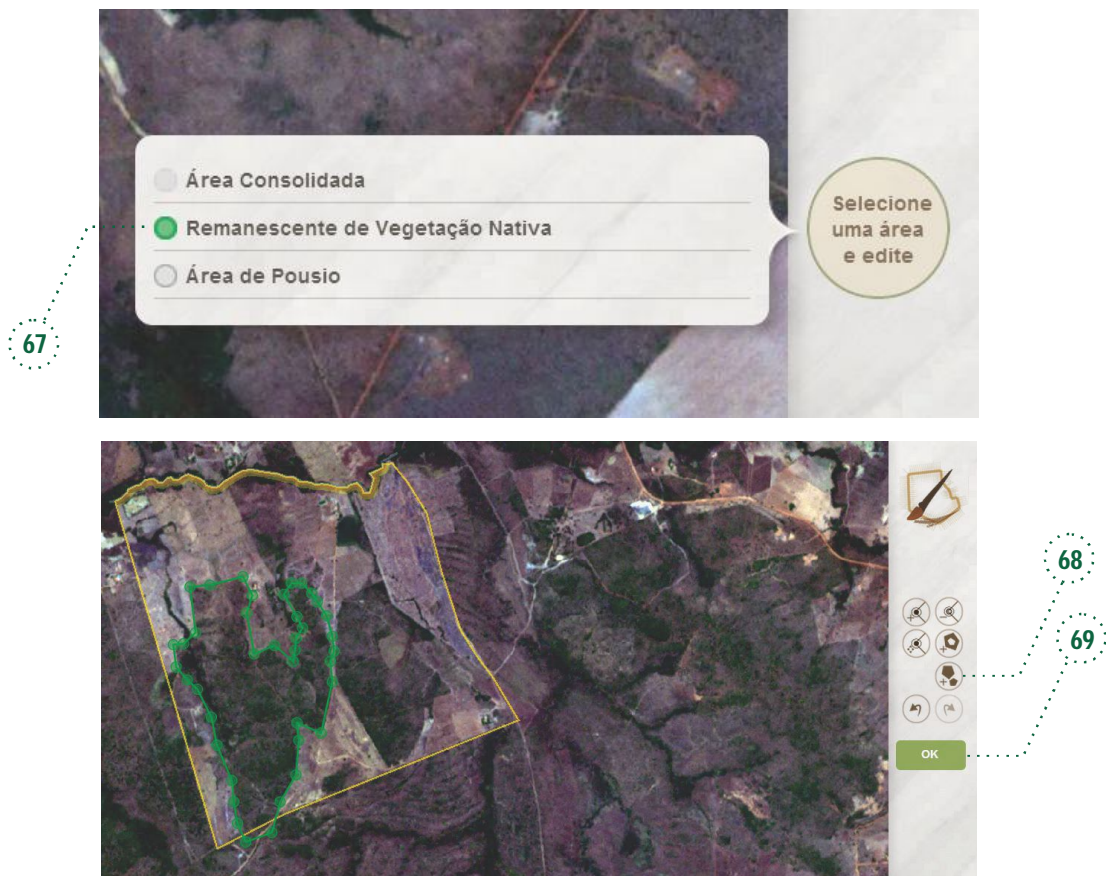 Área Consolidada
Remanescente de Vegetação Nativa
Área de Pousio
Selecione
uma área
e edite
67
68
69
OK